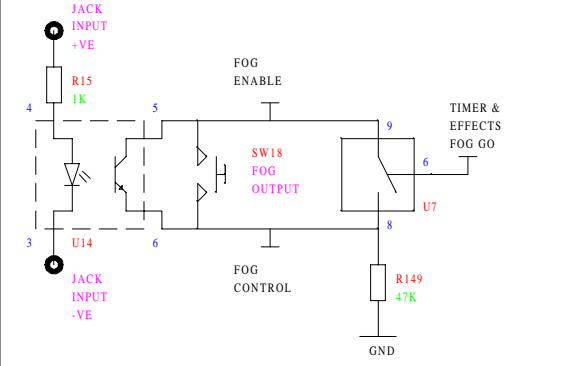 JACK
INPUT
+VE
R15
1K
FOG
ENABLE
4
5
9
TIMER &
EFFECTS
FOG GO
SW18
FOG
OUTPUT
6
U7
3
U14
6
8
JACK
INPUT
-VE
FOG
CONTROL
R149
47K
GND